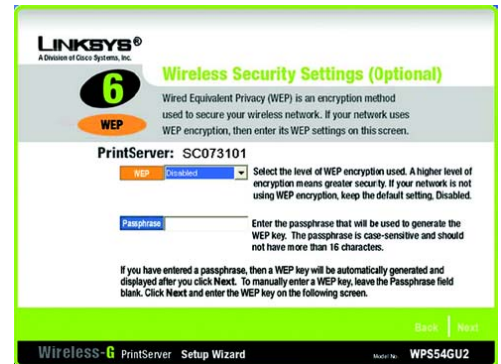 LINKSYS®
A Division of Cisco Systems, Inc.
6
WEP
Wireless Security Settings (Optional)
Wired Equivalent Privacy (WEP) is an encryption method
used to secure your wireless network. If your network uses
WEP encryption, then enter its WEP settings on this screen.
PrintServer: SC073101
WEP Disabled
Select the level of WEP encryption used. A higher level of
encryption means greater security. If your network is not
using WEP encryption, keep the default setting, Disabled.
Passphrase
Enter the passphrase that will be used to generate the
WEP key. The passphrase is case-sensitive and should
not have more than 16 characters.
If you have entered a passphrase, then a WEP key will be automatically generated and
displayed after you click Next. To manually enter a WEP key, leave the Passphrase field
blank. Click Next and enter the WEP key on the following screen.
Back Next
Wireless-G PrintServer Setup Wizard Model No. WPS54GU2